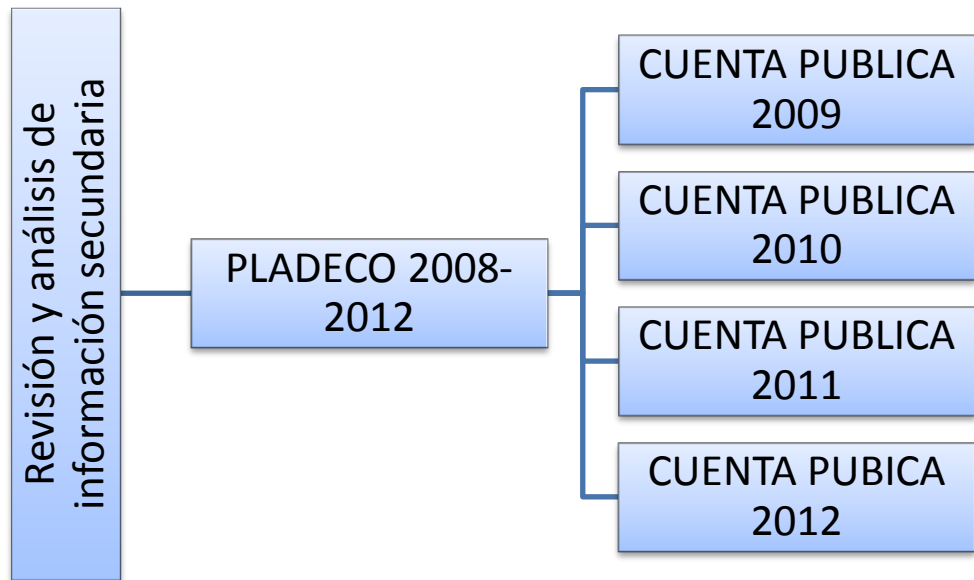 Revisión y análisis de
información secundaria
PLADECO 2008-
2012
CUENTA PUBLICA
2009
CUENTA PUBLICA
2010
CUENTA PUBLICA
2011
CUENTA PÚBICA
2012